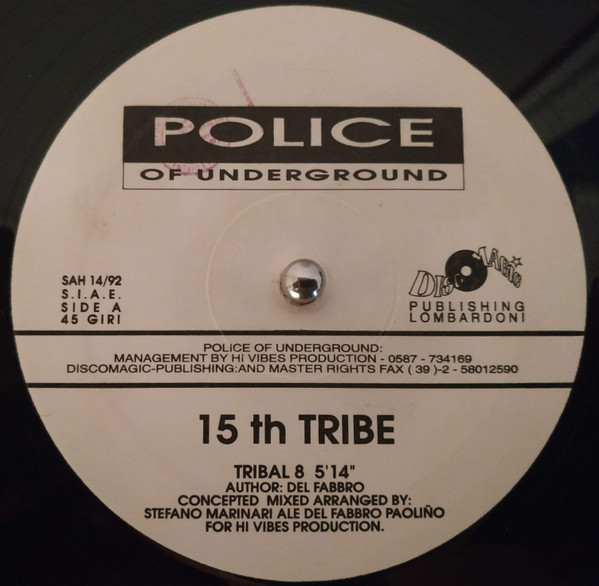 POLICE
OF UNDERGROUND
SAH 14/92
S.I.A.E.
SIDE A
45 GIRI
DISCOMAGIC
PUBLISHING
LOMBARDONI
POLICE OF UNDERGROUND:
MANAGEMENT BY HI VIBES PRODUCTION - 0587 - 734169
DISCOMAGIC-PUBLISHING:AND MASTER RIGHTS FAX ( 39 )-2 - 58012590
15 th TRIBE
TRIBAL 8 5'14"
AUTHOR: DEL FABBRO
CONCEPTED MIXED ARRANGED BY:
STEFANO MARINARI ALE DEL FABBRO PAOLIÑO
FOR HI VIBES PRODUCTION.